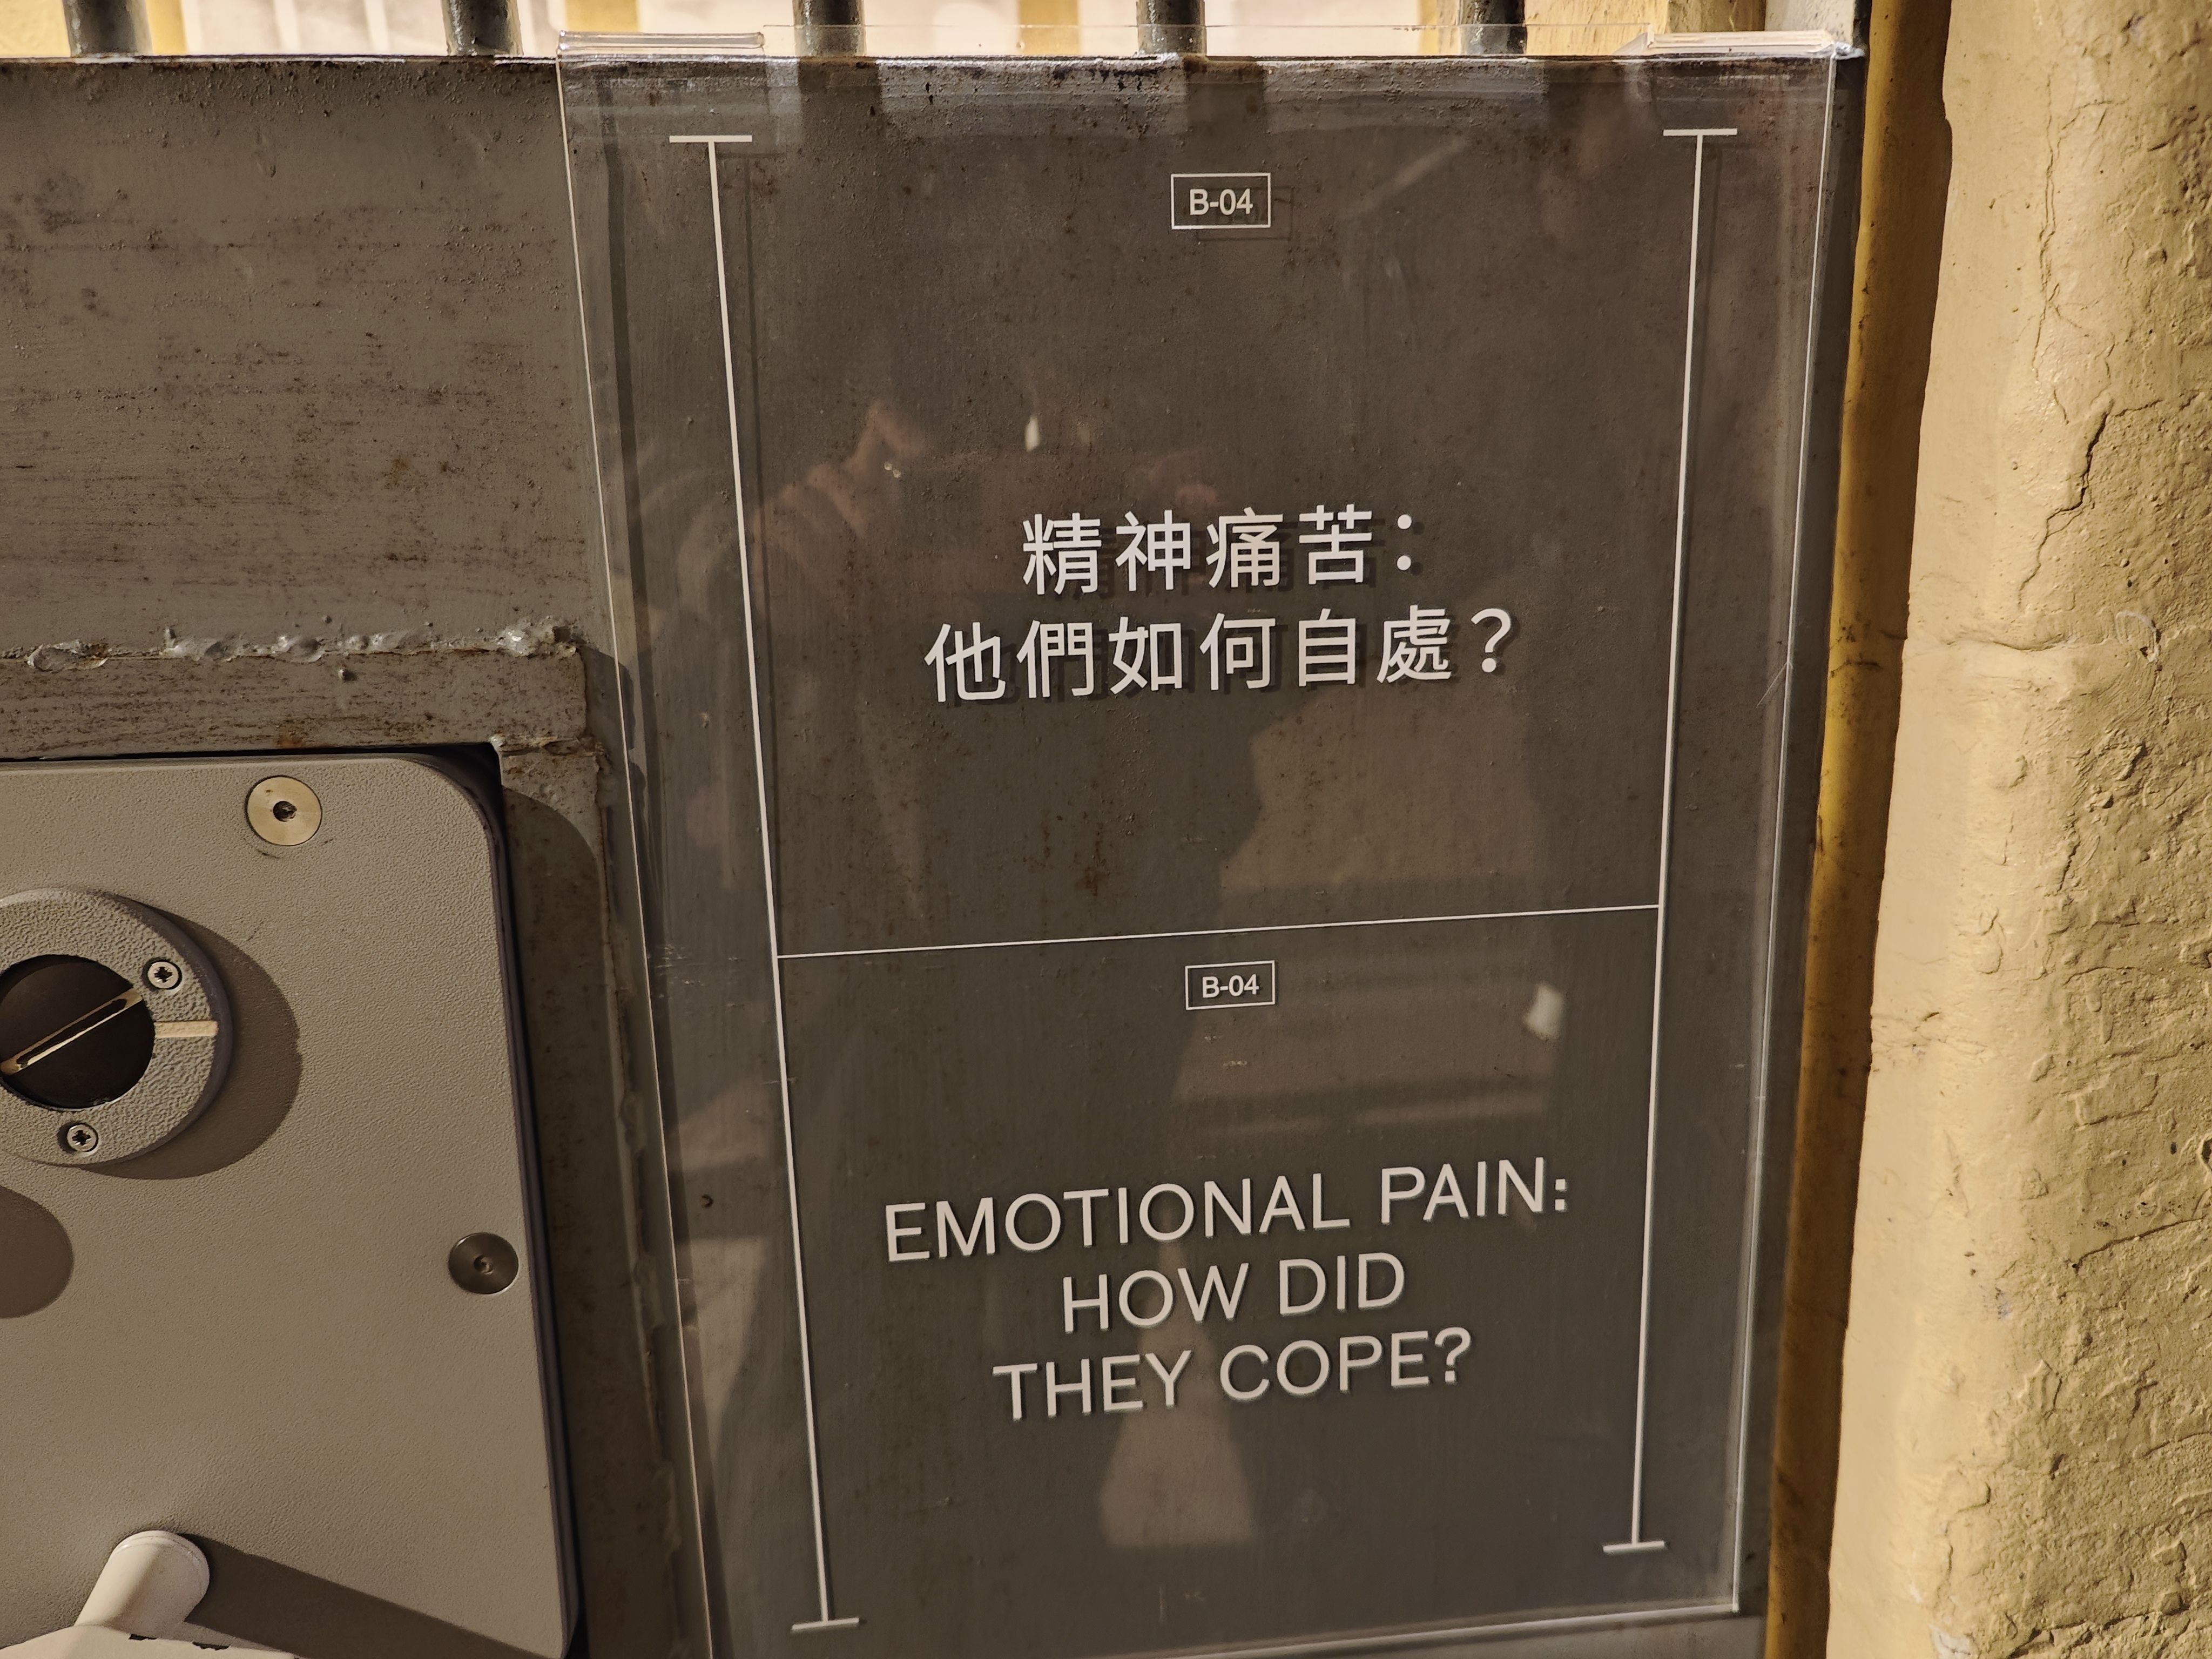 B-04
精神痛苦：
他們如何自處？
B-04
EMOTIONAL PAIN:
HOW DID
THEY COPE?